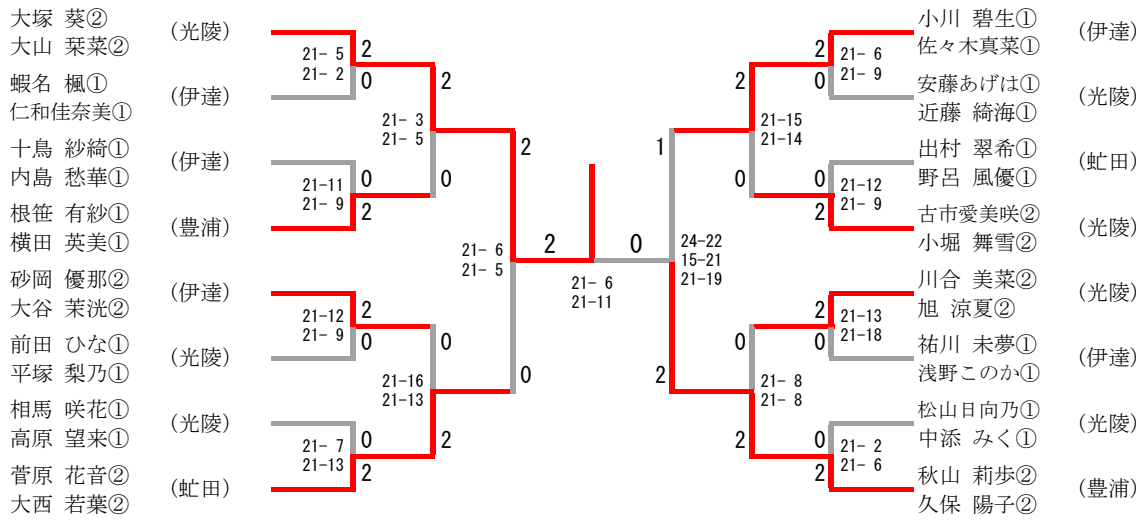 大塚 葵②
大山 栞菜②
(光陵)
蝦名 楓①
仁和佳奈美①
(伊達)
十鳥 紗綺①
内島 愁華①
(伊達)
根笹 有紗①
横田 英美①
(豊浦)
砂岡 優那②
大谷 茉洸②
(伊達)
前田 ひな①
平塚 梨乃①
(光陵)
相馬 咲花①
高原 望来①
(光陵)
菅原 花音②
大西 若葉②
(虻田)
21- 5
21- 2
2
0
21-11
21- 9
0
2
21-12
21- 9
2
0
21- 7
21-13
0
2
21- 3
21- 5
2
0
21-16
21-13
0
2
21- 6
21- 5
2
0
2
0
21- 6
21-11
24-22
15-21
21-19
1
2
21-15
21-14
2
0
21- 8
21- 8
0
2
2
0
21- 6
21- 9
0
2
21-12
21- 9
2
0
21-13
21-18
0
2
21- 2
21- 6
小川 碧生①
佐々木真菜①
(伊達)
安藤あげは①
近藤 綺海①
(光陵)
出村 翠希①
野呂 風優①
(虻田)
古市愛美咲②
小堀 舞雪②
(光陵)
川合 美菜②
旭 涼夏②
(光陵)
祐川 未夢①
浅野このか①
(伊達)
松山日向乃①
中添 みく①
(光陵)
秋山 莉歩②
久保 陽子②
(豊浦)